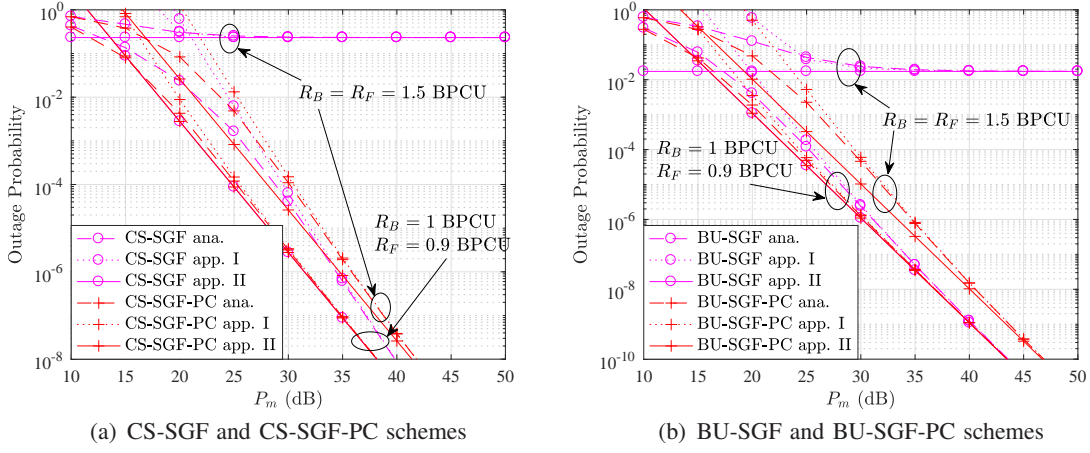 10^0
10^-2
10^-4
10^-6
10^-8
Outage Probability
R_B = R_F = 1.5 BPCU
R_B = 1 BPCU
R_F = 0.9 BPCU
CS-SGF ana.
CS-SGF app. I
CS-SGF app. II
CS-SGF-PC ana.
CS-SGF-PC app. I
CS-SGF-PC app. II
10 15 20 25 30 35 40 45 50
P_m (dB)
(a) CS-SGF and CS-SGF-PC schemes
10^0
10^-2
10^-4
10^-6
10^-8
10^-10
Outage Probability
R_B = R_F = 1.5 BPCU
R_B = 1 BPCU
R_F = 0.9 BPCU
BU-SGF ana.
BU-SGF app. I
BU-SGF app. II
BU-SGF-PC ana.
BU-SGF-PC app. I
BU-SGF-PC app. II
10 15 20 25 30 35 40 45 50
P_m (dB)
(b) BU-SGF and BU-SGF-PC schemes